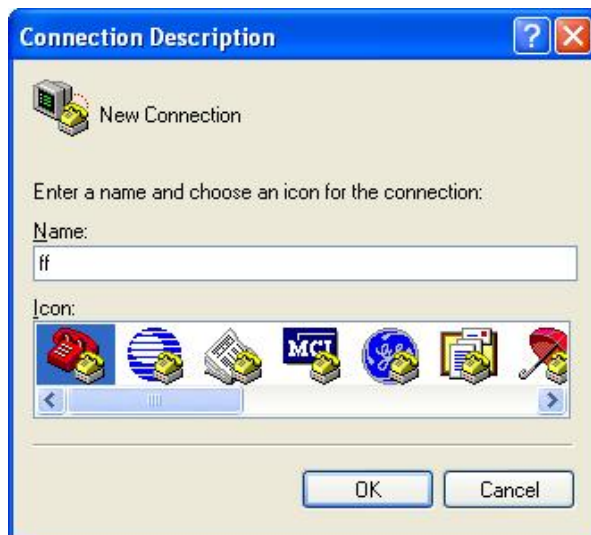 Connection Description
New Connection
Enter a name and choose an icon for the connection:
Name:
ff
Icon:
MCI
OK Cancel